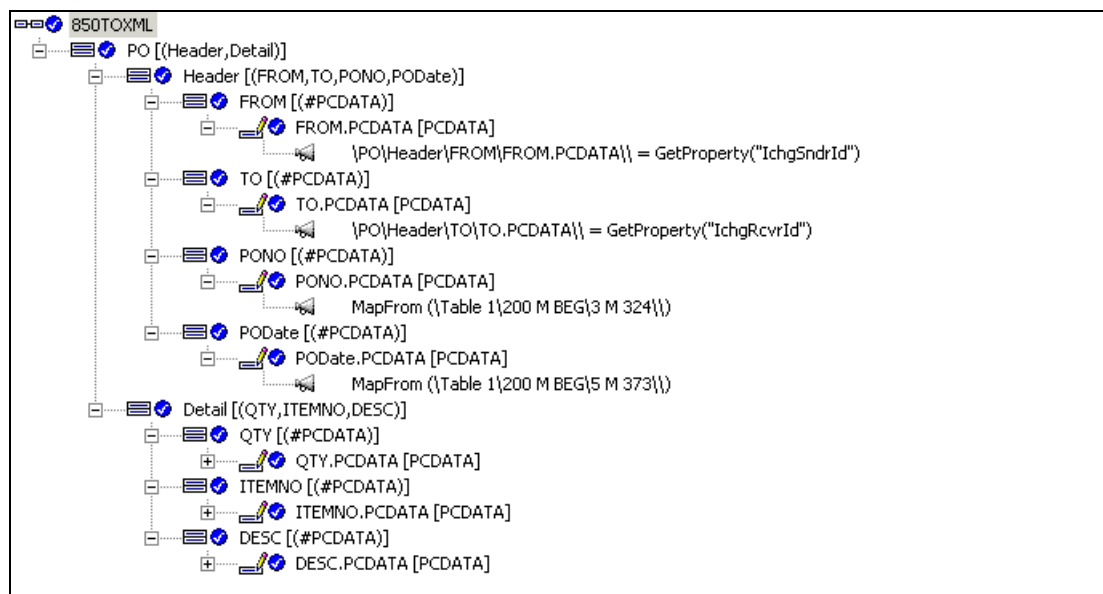 850TOXML
PO [(Header,Detail)]
Header [(FROM,TO,PONO,PODate)]
FROM [(#PCDATA)]
FROM.PCDATA [PCDATA]
\PO\Header\FROM\FROM.PCDATA\\ = GetProperty("IchgSndrId")
TO [(#PCDATA)]
TO.PCDATA [PCDATA]
\PO\Header\TO\TO.PCDATA\\ = GetProperty("IchgRcvrId")
PONO [(#PCDATA)]
PONO.PCDATA [PCDATA]
MapFrom (\Table 1\200 M BEG\3 M 324\\)
PODate [(#PCDATA)]
PODate.PCDATA [PCDATA]
MapFrom (\Table 1\200 M BEG\5 M 373\\)
Detail [(QTY,ITEMNO,DESC)]
QTY [(#PCDATA)]
QTY.PCDATA [PCDATA]
ITEMNO [(#PCDATA)]
ITEMNO.PCDATA [PCDATA]
DESC [(#PCDATA)]
DESC.PCDATA [PCDATA]